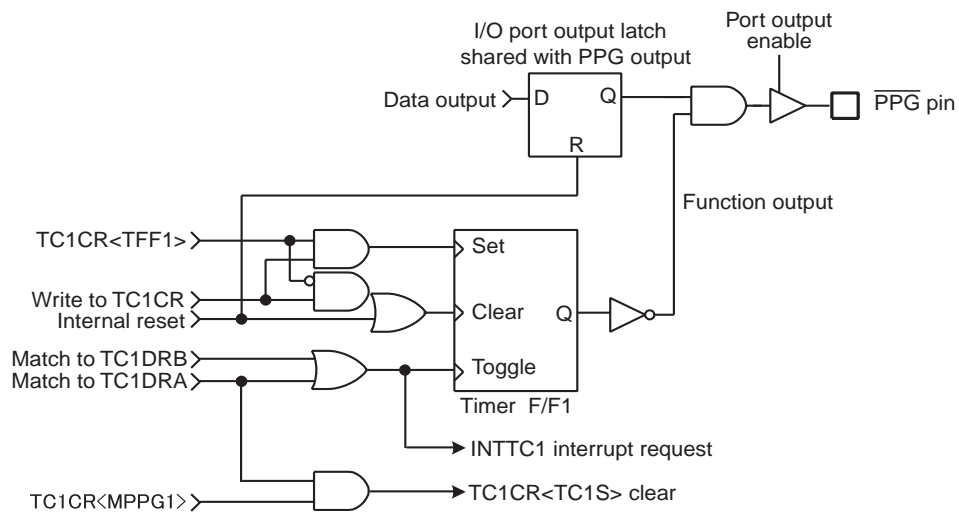 I/O port output latch
shared with PPG output
Port output
enable
Data output
D
Q
R
PPG pin
Function output
TC1CR<TFF1>
Set
Write to TC1CR
Internal reset
Clear
Q
Match to TC1DRB
Match to TC1DRA
Toggle
Timer F/F1
INTTC1 interrupt request
TC1CR<MPPG1>
TC1CR<TC1S> clear